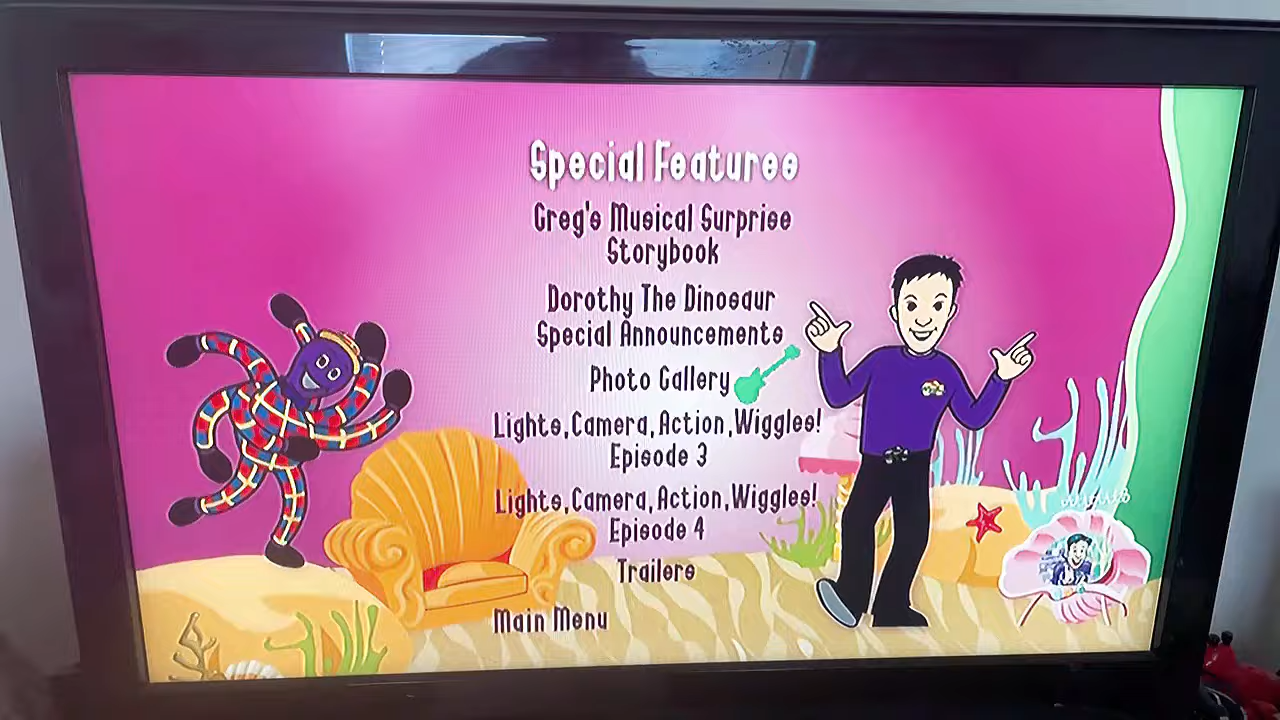 Special Features
Greg's Musical Surprise
Storybook
Dorothy The Dinosaur
Special Announcements
Photo Gallery
Lights, Camera, Action, Wiggles!
Episode 3
Lights, Camera, Action, Wiggles!
Episode 4
Trailers
Main Menu